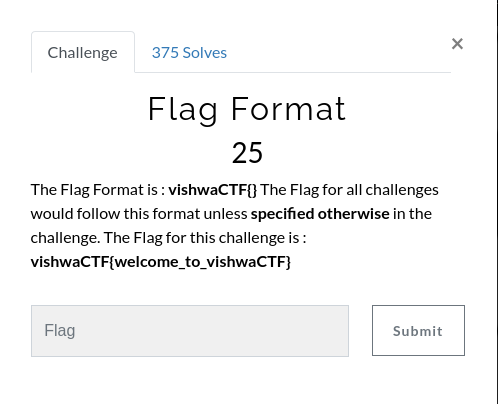 Challenge 375 Solves ×
Flag Format
25
The Flag Format is : vishwaCTF{} The Flag for all challenges
would follow this format unless specified otherwise in the
challenge. The Flag for this challenge is :
vishwaCTF{welcome_to_vishwaCTF}
Flag Submit